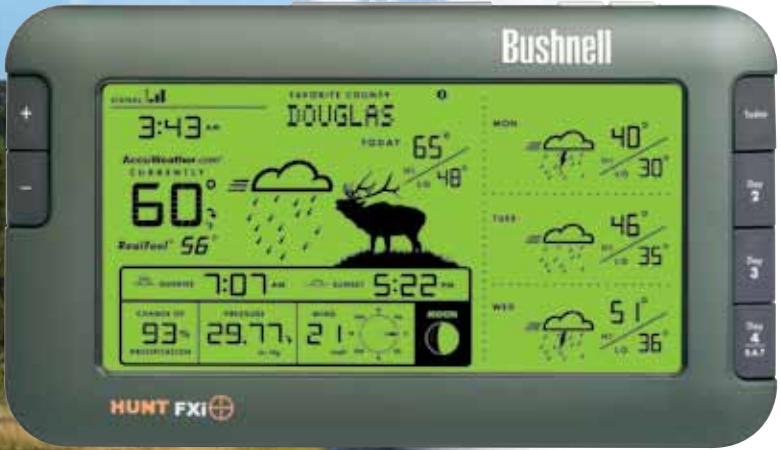 Bushnell
SIGNAL
FAVORITE COUNTY
DOUGLAS
3:43 AM
TODAY
65°
HI
LO
48°
AccuWeather.com
CURRENTLY
60°
RealFeel® 56°
SUNRISE 7:07 AM SUNSET 5:22 PM
CHANCE OF
93%
PRECIPITATION
PRESSURE
29.77
in. Hg
WIND
21
mph
MOON
MON
40°
HI
LO
30°
TUES
46°
HI
LO
35°
WED
51°
HI
LO
36°
+
-
Today
Day
2
Day
3
Day
4
5,6,7
HUNT FXi